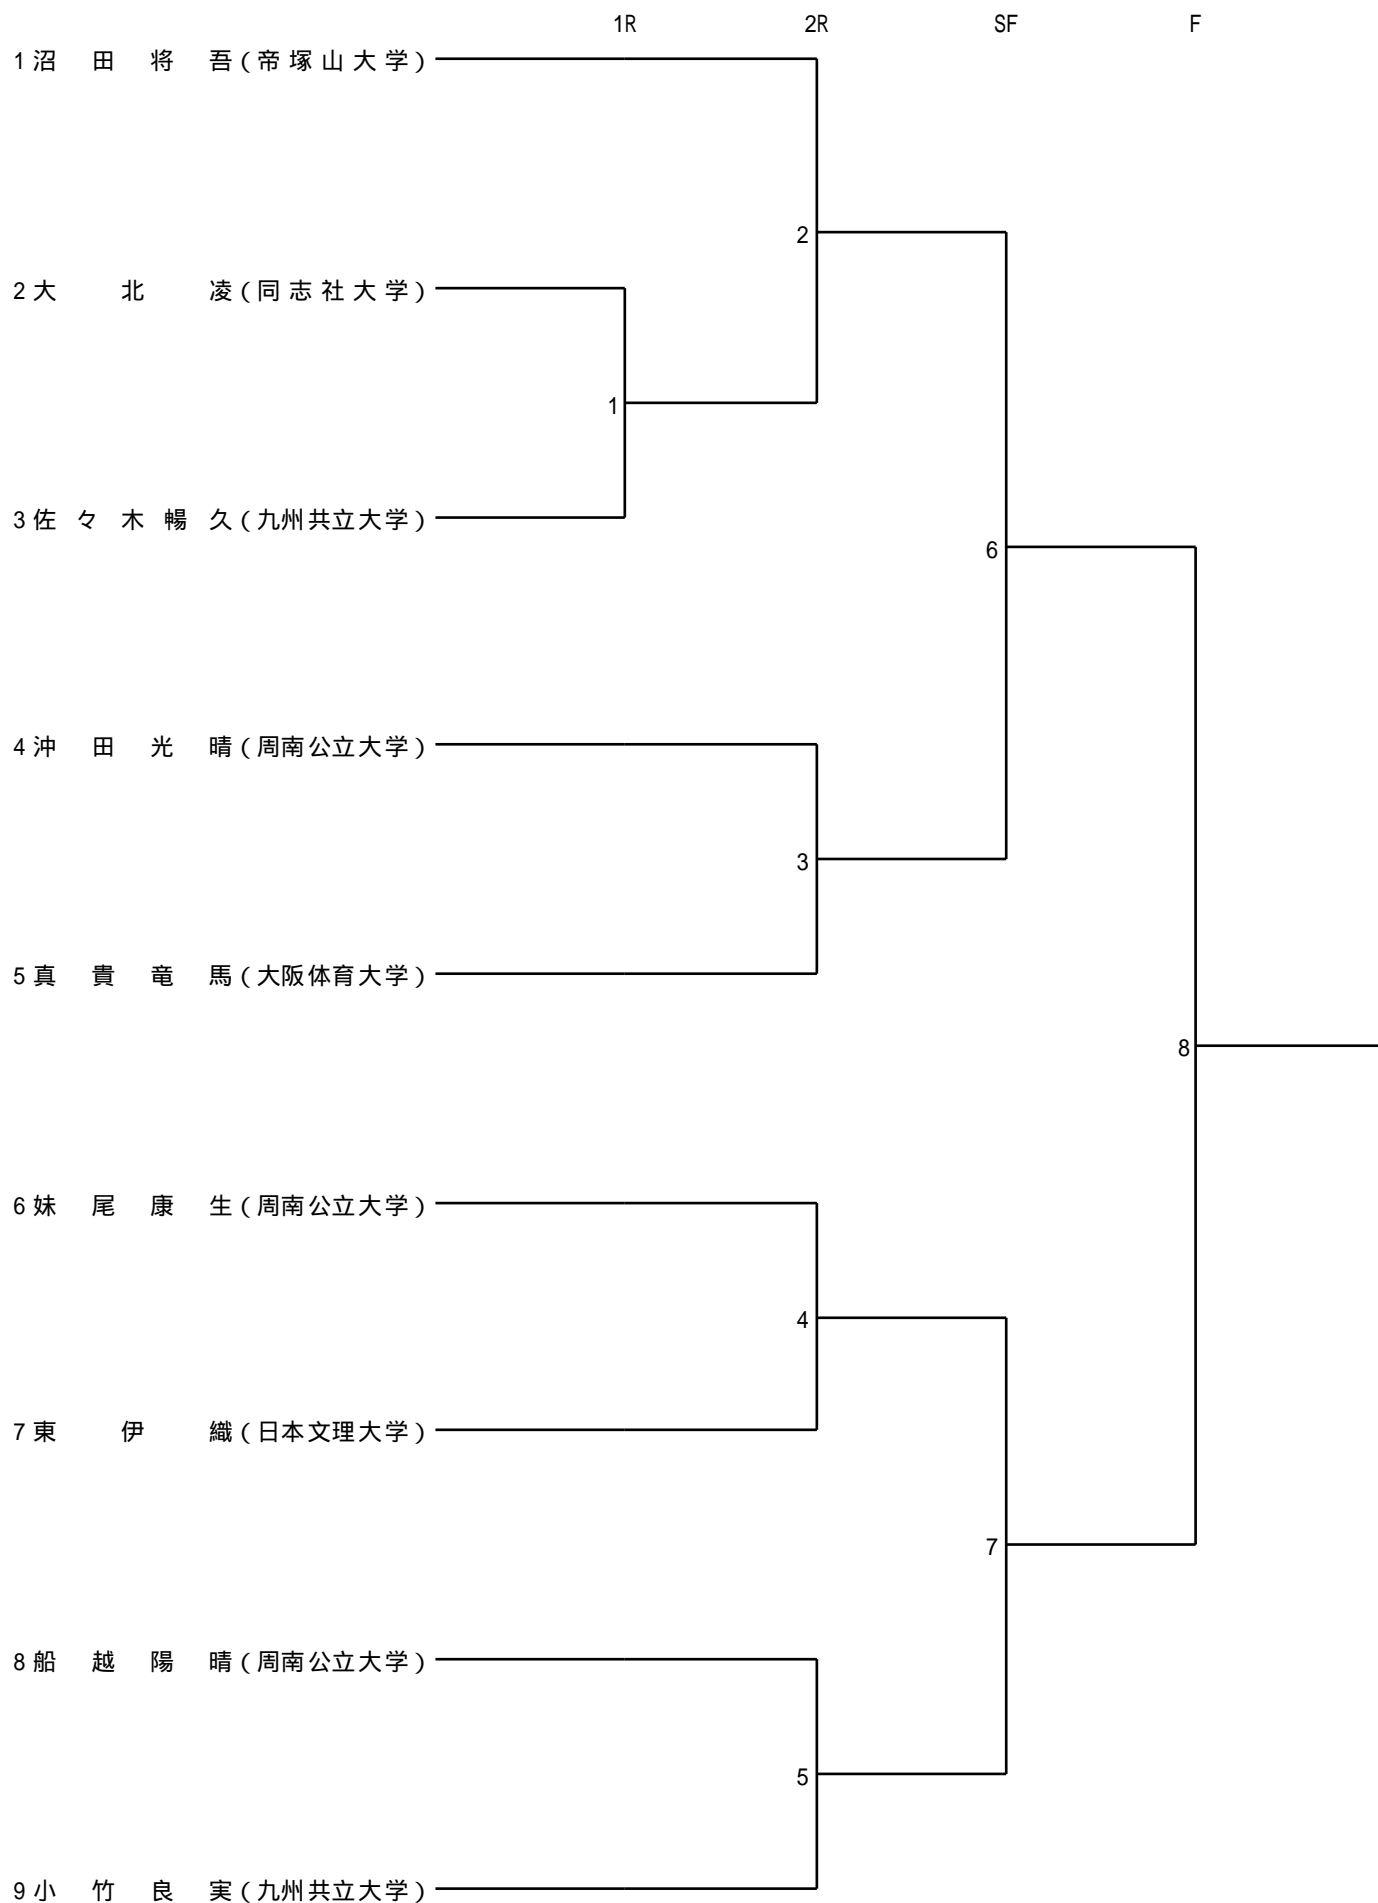 1R 2R SF F
1 沼田将吾(帝塚山大学)
2
2 大北凌(同志社大学)
1
3 佐々木暢久(九州共立大学)
6
4 沖田光晴(周南公立大学)
3
5 真貴竜馬(大阪体育大学)
8
6 妹尾康生(周南公立大学)
4
7 東伊織(日本文理大学)
7
8 船越陽晴(周南公立大学)
5
9 小竹良実(九州共立大学)